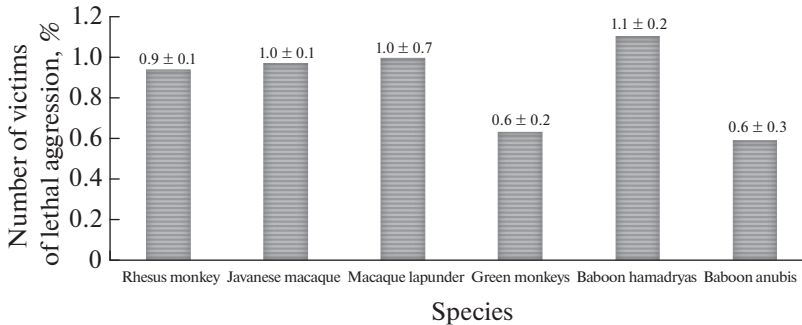 Number of victims
of lethal aggression, %
1.2
1.0
0.8
0.6
0.4
0.2
0
0.9 ± 0.1
1.0 ± 0.1
1.0 ± 0.7
0.6 ± 0.2
1.1 ± 0.2
0.6 ± 0.3
Rhesus monkey Javanese macaque Macaque lapunder Green monkeys Baboon hamadryas Baboon anubis
Species